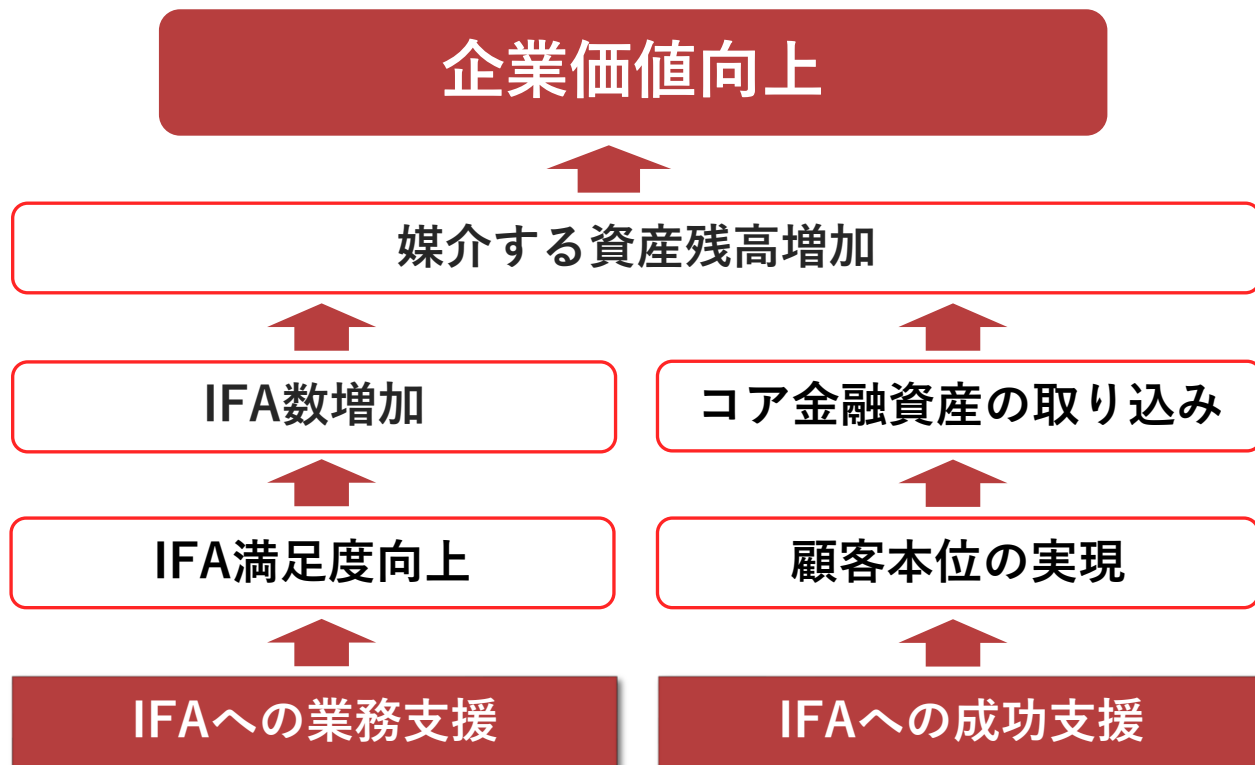 企業価値向上
媒介する資産残高増加
IFA数増加
コア金融資産の取り込み
IFA満足度向上
顧客本位の実現
IFAへの業務支援
IFAへの成功支援